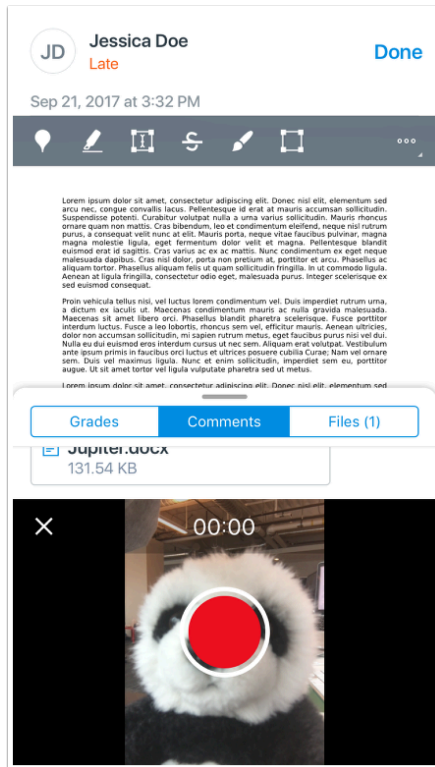 JD
Jessica Doe
Late
Done
Sep 21, 2017 at 3:32 PM
Lorem ipsum dolor sit amet, consectetur adipiscing elit. Donec nisl elit, elementum sed
arcu nec, congue convallis lacus. Pellentesque id erat at mauris accumsan sollicitudin.
Suspendisse potenti. Curabitur volutpat nulla a urna varius sollicitudin. Mauris rhoncus
ornare quam non mattis. Cras bibendum, leo et condimentum eleifend, neque nisl rutrum
purus, a consequat velit nunc at elit. Mauris porta, neque vitae faucibus pulvinar, magna
magna molestie ligula, eget fermentum dolor velit et magna. Pellentesque blandit
euismod erat id sagittis. Cras varius ac ex ac mattis. Nunc condimentum ex eget neque
malesuada dapibus. Cras nisl dolor, porta non pretium at, porttitor et arcu. Phasellus ac
aliquam tortor. Phasellus aliquam felis ut quam sollicitudin fringilla. In ut commodo ligula.
Aenean at ligula fringilla, consectetur odio eget, malesuada purus. Integer scelerisque ex
sed euismod consequat.
Proin vehicula tellus nisi, vel luctus lorem condimentum vel. Duis imperdiet rutrum urna,
a dictum ex iaculis ut. Maecenas condimentum mauris ac nulla gravida malesuada.
Maecenas sit amet libero orci. Phasellus blandit pharetra scelerisque. Fusce porttitor
interdum luctus. Fusce a leo lobortis, rhoncus sem vel, efficitur mauris. Aenean ultricies,
dolor non accumsan sollicitudin, mi sapien rutrum metus, eget faucibus purus nisi vel dui.
Nulla eu dui euismod eros interdum cursus ut nec sem. Aliquam erat volutpat. Vestibulum
ante ipsum primis in faucibus orci luctus et ultrices posuere cubilia Curae; Nam vel ornare
sem. Duis vel maximus ligula. Nunc et enim sollicitudin, imperdiet sem eu, porttitor
augue. Ut sit amet tortor vel ligula vulputate pharetra sed ut metus.
Lorem ipsum dolor sit amet, consectetur adipiscing elit. Donec nisl elit, elementum sed
Grades
Comments
Files (1)
Jupiter.docx
131.54 KB
00:00